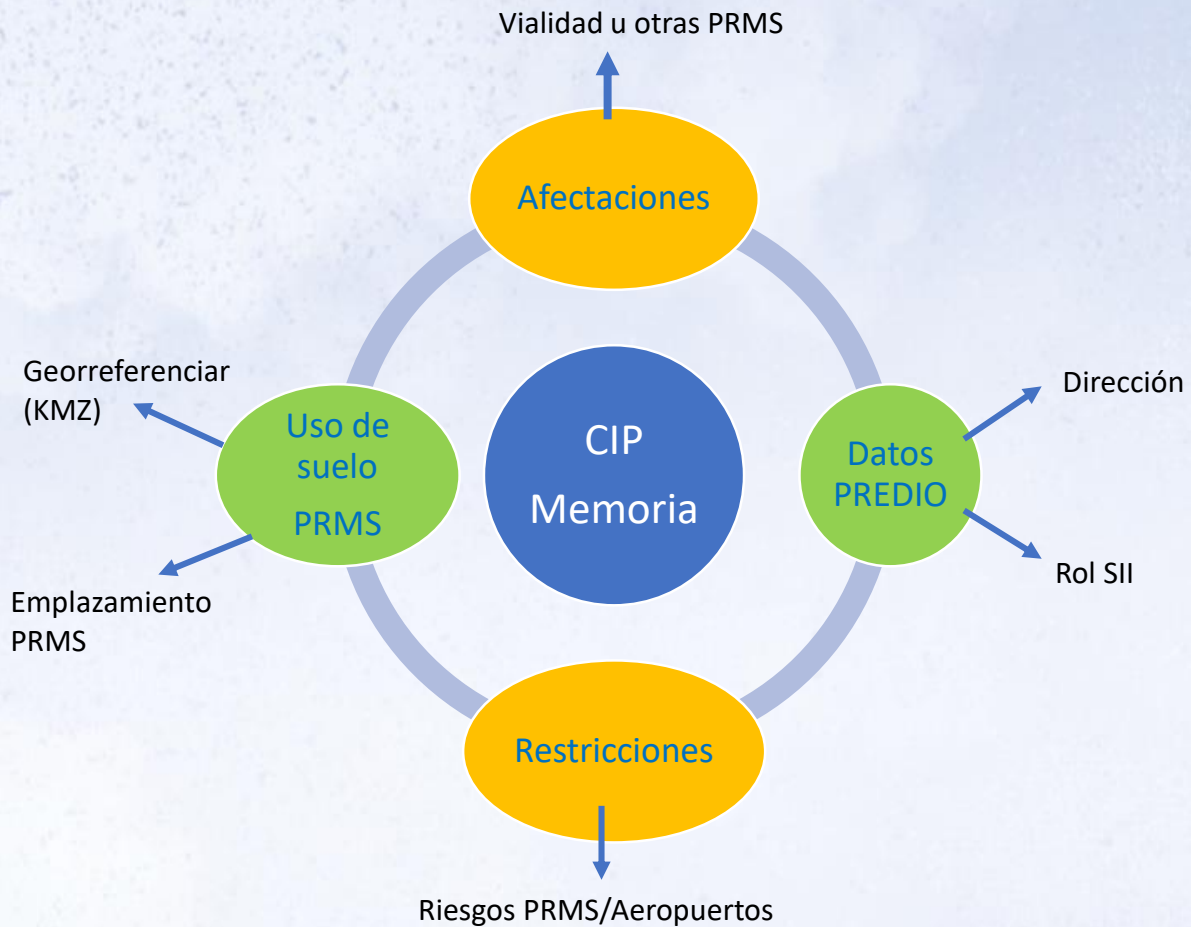 Vialidad u otras PRMS
Afectaciones
Georreferenciar
(KMZ)
Uso de
suelo
PRMS
Emplazamiento
PRMS
CIP
Memoria
Datos
PREDIO
Dirección
Rol SII
Restricciones
Riesgos PRMS/Aeropuertos